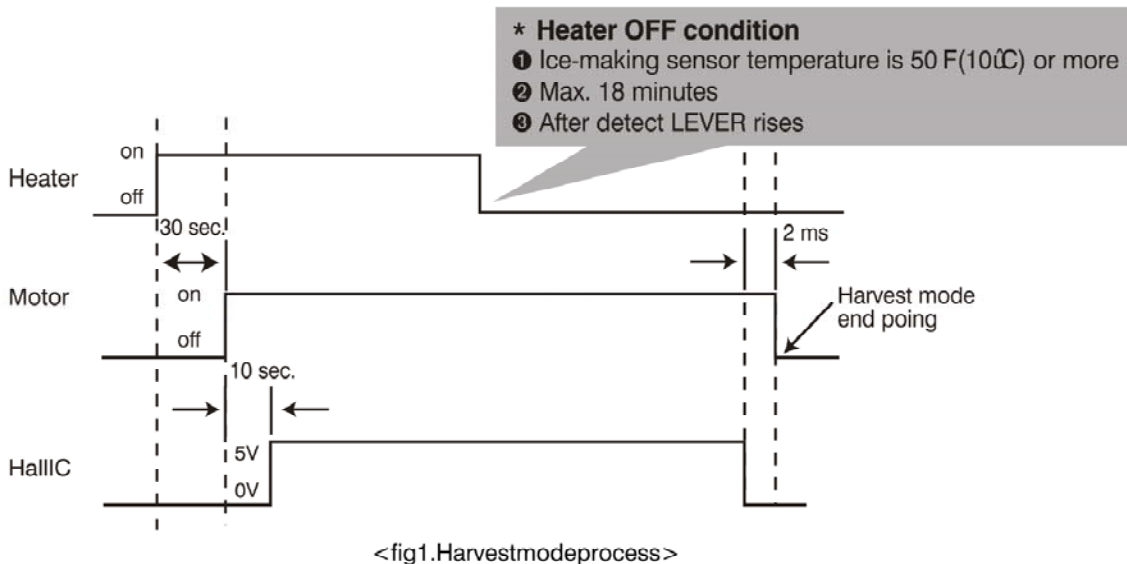 * Heater OFF condition
❶ Ice-making sensor temperature is 50 F(10ûC) or more
❷ Max. 18 minutes
❸ After detect LEVER rises
Heater
on
off
30 sec.
2 ms
Motor
on
off
Harvest mode
end poing
10 sec.
HallIC
5V
0V
<fig1.Harvestmodeprocess>